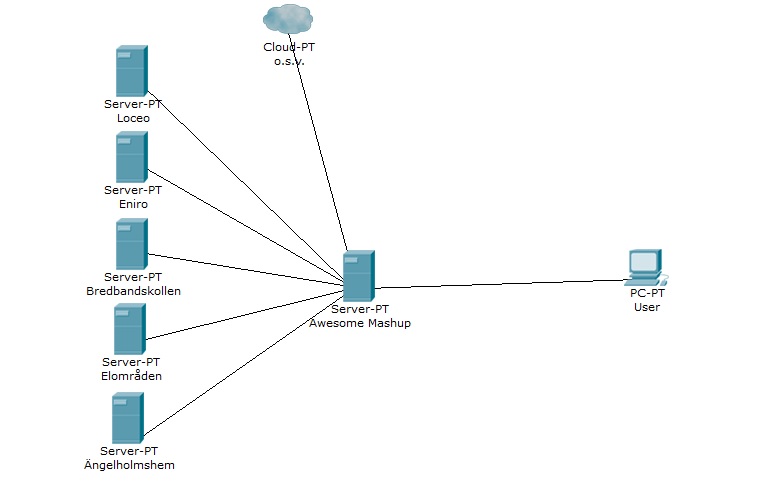 Cloud-PT
o.s.v.
Server-PT
Loceo
Server-PT
Eniro
Server-PT
Bredbandskollen
Server-PT
Elområden
Server-PT
Ängelholmshem
Server-PT
Awesome Mashup
PC-PT
User